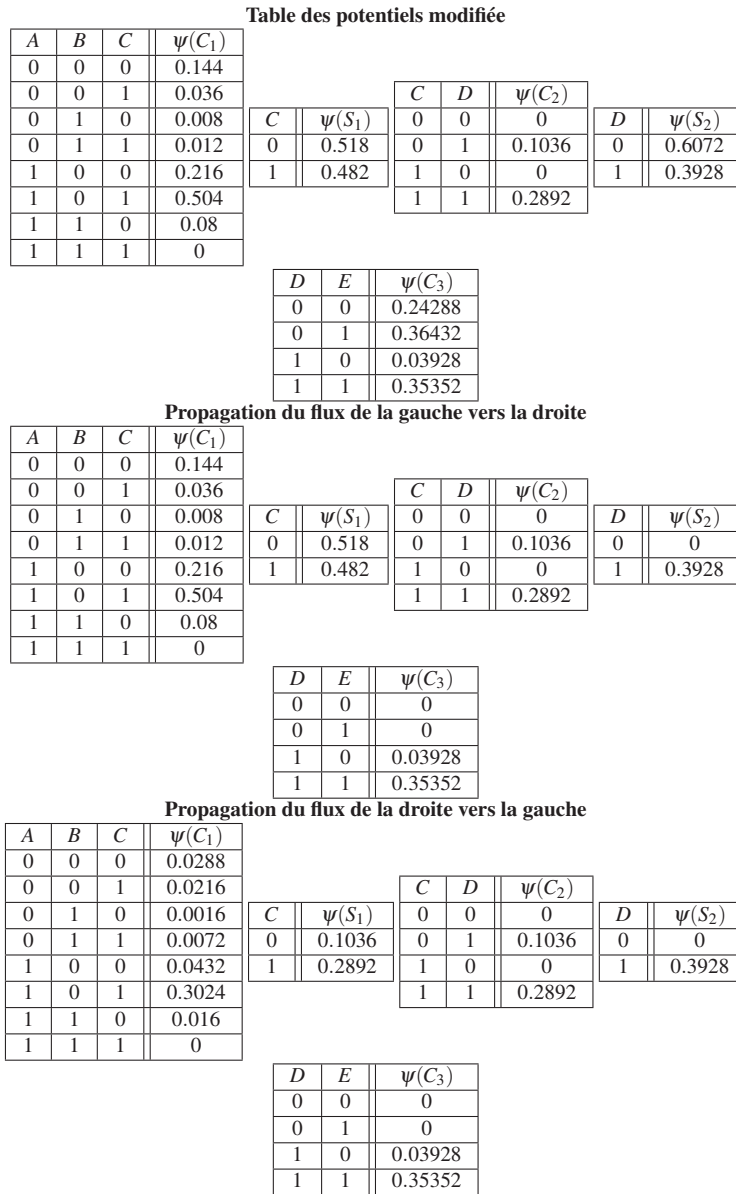 Table des potentiels modifiée
A B C ψ(C₁)
0 0 0 0.144
0 0 1 0.036
0 1 0 0.008
0 1 1 0.012
1 0 0 0.216
1 0 1 0.504
1 1 0 0.08
1 1 1 0
C ψ(S₁)
0 0.518
1 0.482
C D ψ(C₂)
0 0 0
0 1 0.1036
1 0 0
1 1 0.2892
D ψ(S₂)
0 0.6072
1 0.3928
D E ψ(C₃)
0 0 0.24288
0 1 0.36432
1 0 0.03928
1 1 0.35352
Propagation du flux de la gauche vers la droite
A B C ψ(C₁)
0 0 0 0.144
0 0 1 0.036
0 1 0 0.008
0 1 1 0.012
1 0 0 0.216
1 0 1 0.504
1 1 0 0.08
1 1 1 0
C ψ(S₁)
0 0.518
1 0.482
C D ψ(C₂)
0 0 0
0 1 0.1036
1 0 0
1 1 0.2892
D ψ(S₂)
0 0
1 0.3928
D E ψ(C₃)
0 0 0
0 1 0
1 0 0.03928
1 1 0.35352
Propagation du flux de la droite vers la gauche
A B C ψ(C₁)
0 0 0 0.0288
0 0 1 0.0216
0 1 0 0.0016
0 1 1 0.0072
1 0 0 0.0432
1 0 1 0.3024
1 1 0 0.016
1 1 1 0
C ψ(S₁)
0 0.1036
1 0.2892
C D ψ(C₂)
0 0 0
0 1 0.1036
1 0 0
1 1 0.2892
D ψ(S₂)
0 0
1 0.3928
D E ψ(C₃)
0 0 0
0 1 0
1 0 0.03928
1 1 0.35352